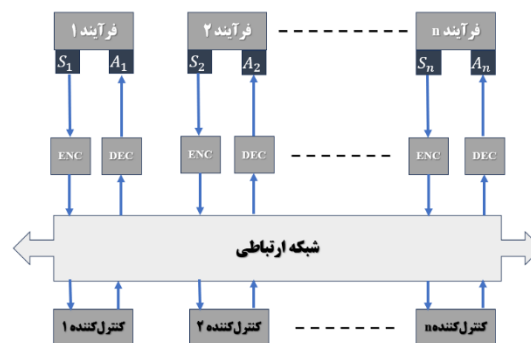 فرآیند ۱
فرآیند ۲
فرآیند n
S₁ A₁ S₂ A₂ Sₙ Aₙ
ENC DEC ENC DEC ENC DEC
شبکه ارتباطی
کنترل‌کننده ۱
کنترل‌کننده ۲
کنترل‌کننده n